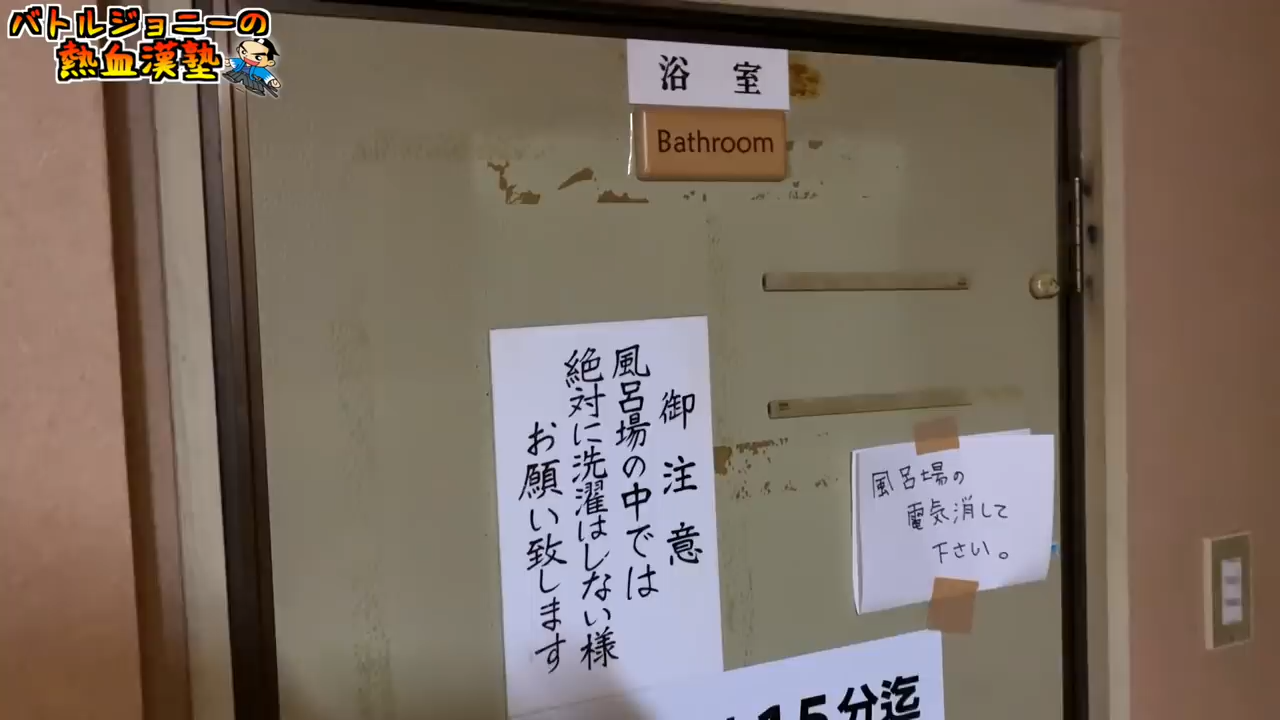 バトルジョニーの
熱血漢塾
浴室
Bathroom
御注意
風呂場の中では
絶対に洗濯はしない様
お願い致します
風呂場の
電気消して
下さい。
15分迄